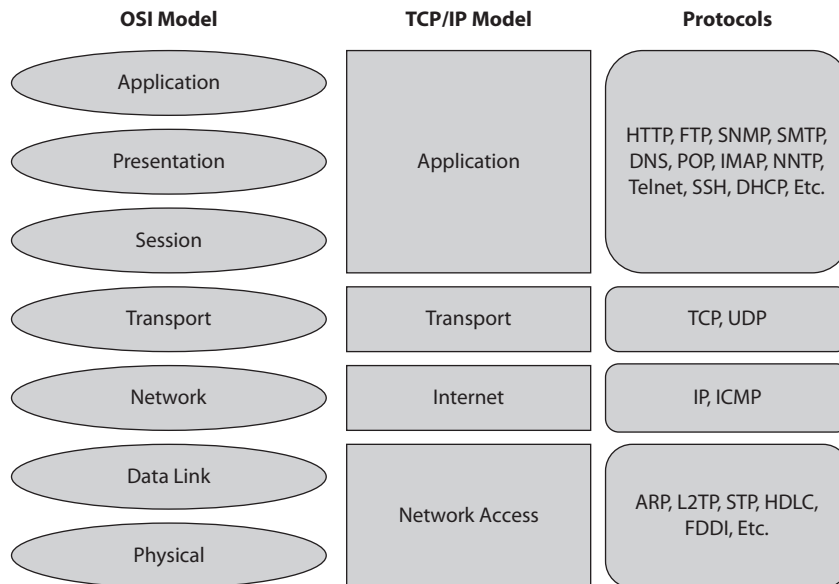 OSI Model
TCP/IP Model
Protocols
Application
Presentation
Session
Application
HTTP, FTP, SNMP, SMTP,
DNS, POP, IMAP, NNTP,
Telnet, SSH, DHCP, Etc.
Transport
Transport
TCP, UDP
Network
Internet
IP, ICMP
Data Link
Physical
Network Access
ARP, L2TP, STP, HDLC,
FDDI, Etc.